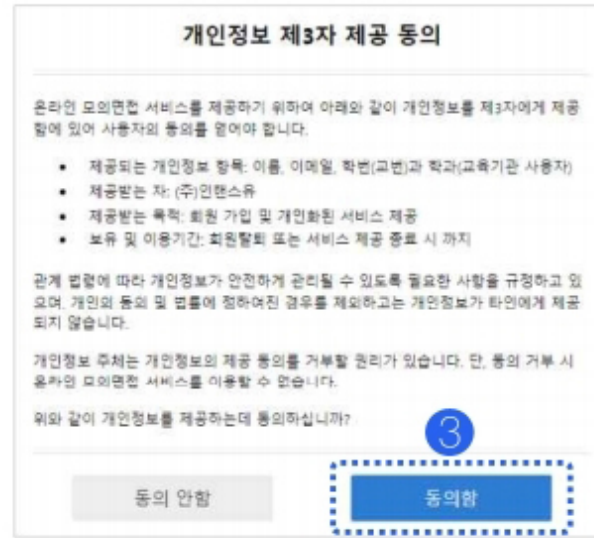 개인정보 제3자 제공 동의
온라인 모의면접 서비스를 제공하기 위하여 아래와 같이 개인정보를 제3자에게 제공
함에 있어 사용자의 동의를 얻어야 합니다.
• 제공되는 개인정보 항목: 이름, 이메일, 학번(교번)과 학과(교육기관 사용자)
• 제공받는 자: (주)인핸스유
• 제공받는 목적: 회원 가입 및 개인화된 서비스 제공
• 보유 및 이용기간: 회원탈퇴 또는 서비스 제공 종료 시 까지
관계 법령에 따라 개인정보가 안전하게 관리될 수 있도록 필요한 사항을 규정하고 있
으며, 개인의 동의 및 법률에 정하여진 경우를 제외하고는 개인정보가 타인에게 제공
되지 않습니다.
개인정보 주체는 개인정보의 제공 동의를 거부할 권리가 있습니다. 단, 동의 거부 시
온라인 모의면접 서비스를 이용할 수 없습니다.
위와 같이 개인정보를 제공하는데 동의하십니까?
3
동의 안함
동의함